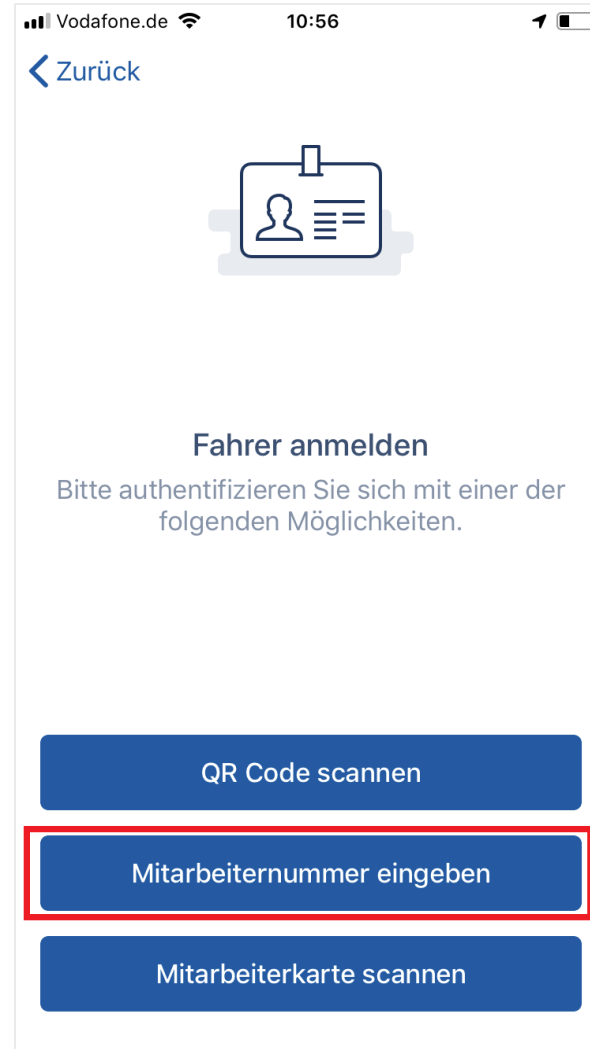 Vodafone.de 10:56
Zurück
Fahrer anmelden
Bitte authentifizieren Sie sich mit einer der
folgenden Möglichkeiten.
QR Code scannen
Mitarbeiternummer eingeben
Mitarbeiterkarte scannen